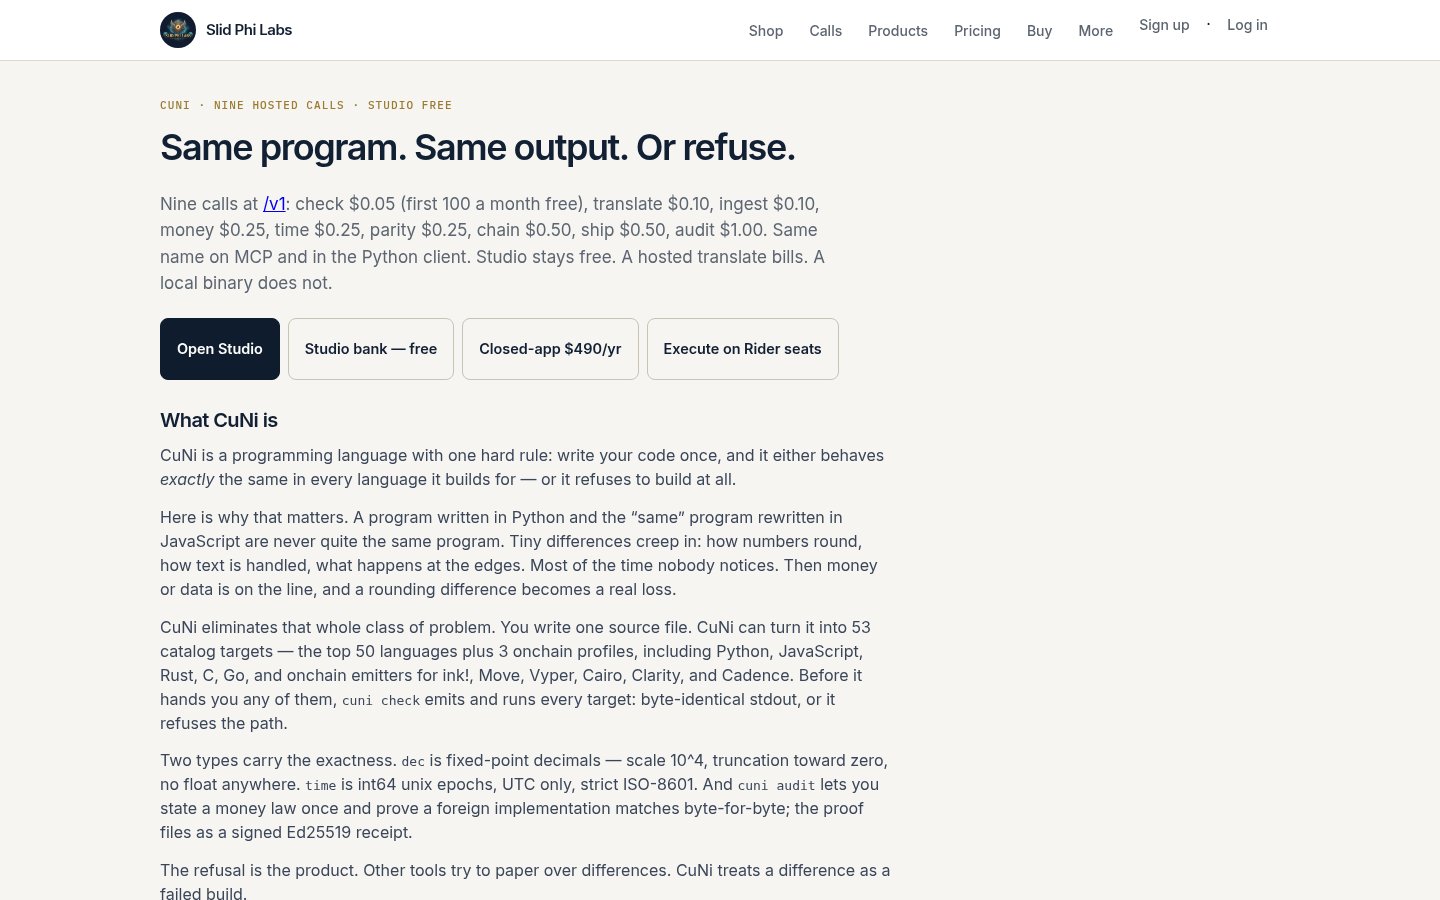 Slid Phi Labs
Shop Calls Products Pricing Buy More Sign up · Log in
CUNI · NINE HOSTED CALLS · STUDIO FREE
Same program. Same output. Or refuse.
Nine calls at /v1: check $0.05 (first 100 a month free), translate $0.10, ingest $0.10,
money $0.25, time $0.25, parity $0.25, chain $0.50, ship $0.50, audit $1.00. Same
name on MCP and in the Python client. Studio stays free. A hosted translate bills. A
local binary does not.
Open Studio
Studio bank — free
Closed-app $490/yr
Execute on Rider seats
What CuNi is
CuNi is a programming language with one hard rule: write your code once, and it either behaves
exactly the same in every language it builds for — or it refuses to build at all.
Here is why that matters. A program written in Python and the “same” program rewritten in
JavaScript are never quite the same program. Tiny differences creep in: how numbers round,
how text is handled, what happens at the edges. Most of the time nobody notices. Then money
or data is on the line, and a rounding difference becomes a real loss.
CuNi eliminates that whole class of problem. You write one source file. CuNi can turn it into 53
catalog targets — the top 50 languages plus 3 onchain profiles, including Python, JavaScript,
Rust, C, Go, and onchain emitters for ink!, Move, Vyper, Cairo, Clarity, and Cadence. Before it
hands you any of them, cuni check emits and runs every target: byte-identical stdout, or it
refuses the path.
Two types carry the exactness. dec is fixed-point decimals — scale 10^4, truncation toward zero,
no float anywhere. time is int64 unix epochs, UTC only, strict ISO-8601. And cuni audit lets you
state a money law once and prove a foreign implementation matches byte-for-byte; the proof
files as a signed Ed25519 receipt.
The refusal is the product. Other tools try to paper over differences. CuNi treats a difference as a
failed build.